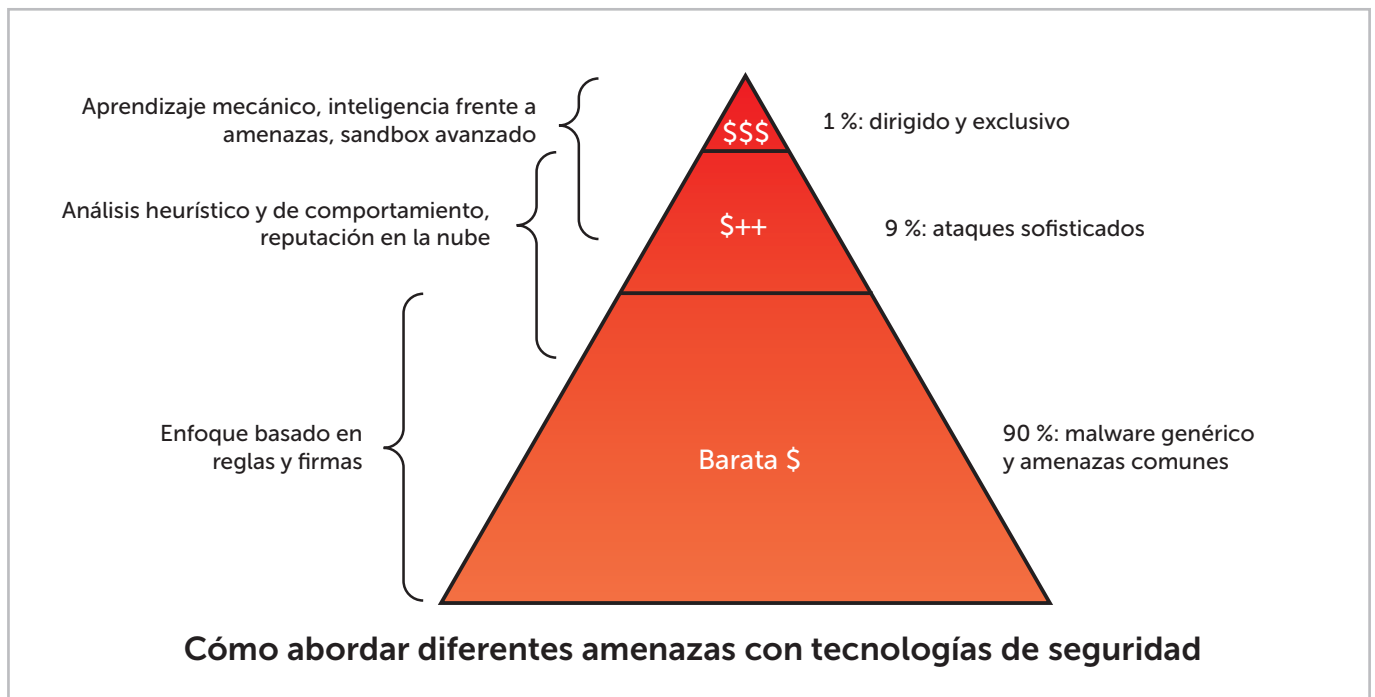 Aprendizaje mecánico, inteligencia frente a
amenazas, sandbox avanzado
$$$
1 %: dirigido y exclusivo
Análisis heurístico y de comportamiento,
reputación en la nube
$++
9 %: ataques sofisticados
Enfoque basado en
reglas y firmas
Barata $
90 %: malware genérico
y amenazas comunes
Cómo abordar diferentes amenazas con tecnologías de seguridad